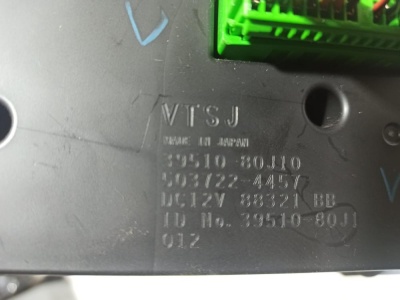 VTSJ
MADE IN JAPAN
39510-80J10
503722-4457
DC12V 88321 BB
ID No. 39510-80J1
012